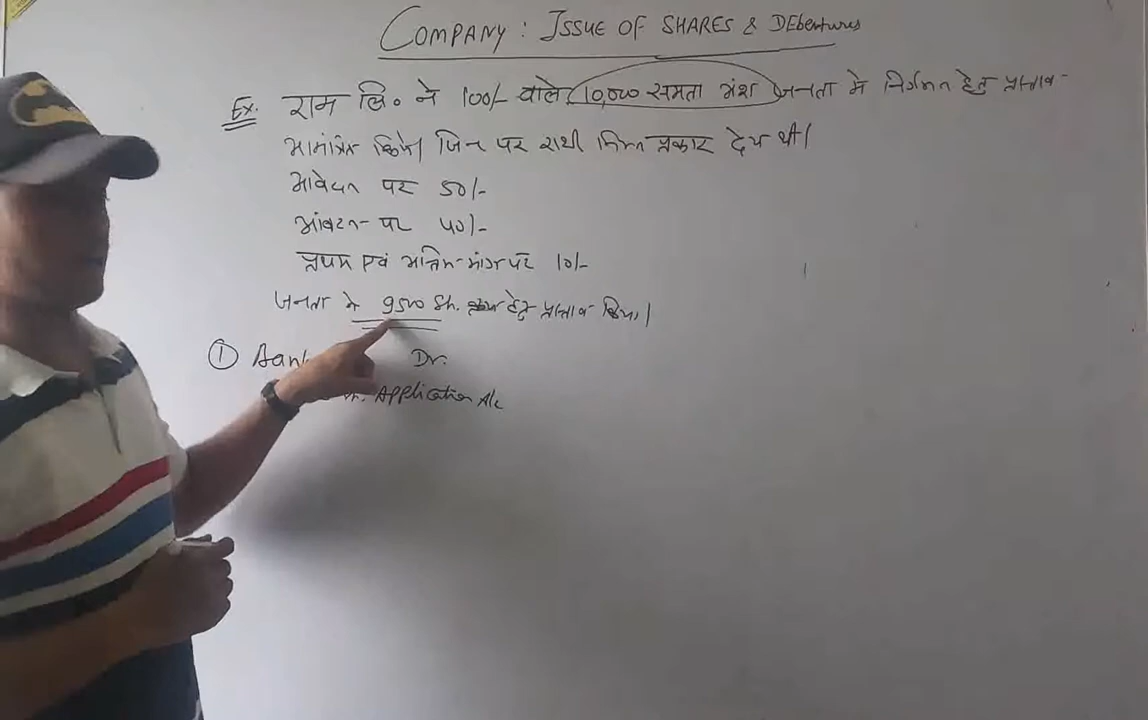 COMPANY : ISSUE OF SHARES & DEbentures
Ex. राम लि० ने 100/- वाले 10,000 समता अंश जनता में निर्गमन हेतु प्रस्ताव-
आमंत्रित किये। जिन पर राशी निम्न प्रकार देय थी।
आवेदन पर 50/-
आंवटन- पर 40/-
प्रथम एवं अन्तिम-मांग पर 10/-
जनता ने 9500 Sh. हेतु प्रस्ताव किया।
① Dr.
Application A/c